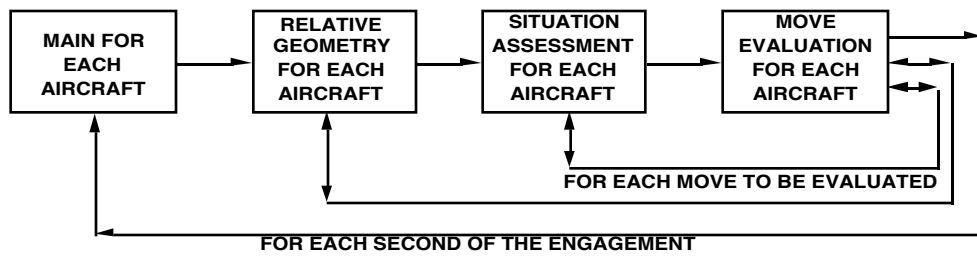 MAIN FOR
EACH
AIRCRAFT
RELATIVE
GEOMETRY
FOR EACH
AIRCRAFT
SITUATION
ASSESSMENT
FOR EACH
AIRCRAFT
MOVE
EVALUATION
FOR EACH
AIRCRAFT
FOR EACH MOVE TO BE EVALUATED
FOR EACH SECOND OF THE ENGAGEMENT